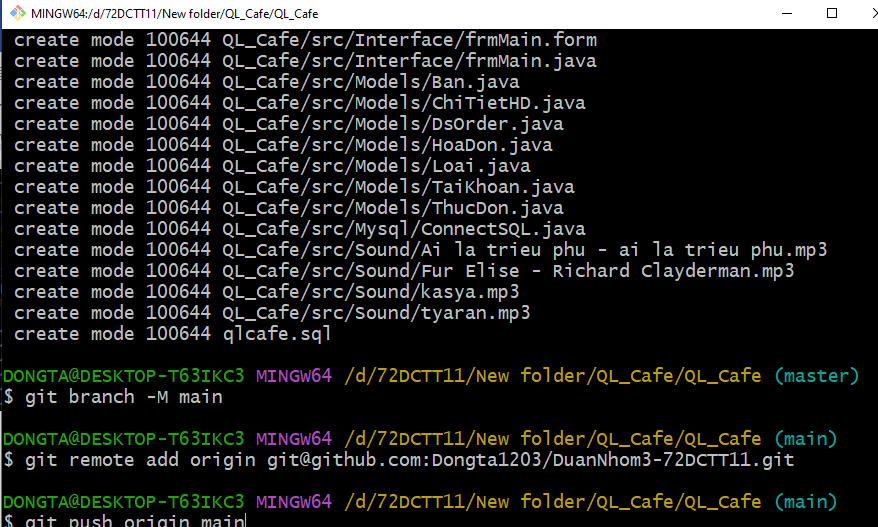 MINGW64:/d/72DCTT11/New folder/QL_Cafe/QL_Cafe
create mode 100644 QL_Cafe/src/Interface/frmMain.form
create mode 100644 QL_Cafe/src/Interface/frmMain.java
create mode 100644 QL_Cafe/src/Models/Ban.java
create mode 100644 QL_Cafe/src/Models/ChiTietHD.java
create mode 100644 QL_Cafe/src/Models/DsOrder.java
create mode 100644 QL_Cafe/src/Models/HoaDon.java
create mode 100644 QL_Cafe/src/Models/Loai.java
create mode 100644 QL_Cafe/src/Models/TaiKhoan.java
create mode 100644 QL_Cafe/src/Models/ThucDon.java
create mode 100644 QL_Cafe/src/Mysql/ConnectSQL.java
create mode 100644 QL_Cafe/src/Sound/Ai la trieu phu - ai la trieu phu.mp3
create mode 100644 QL_Cafe/src/Sound/Fur Elise - Richard Clayderman.mp3
create mode 100644 QL_Cafe/src/Sound/kasya.mp3
create mode 100644 QL_Cafe/src/Sound/tyaran.mp3
create mode 100644 qlcafe.sql
DONGTA@DESKTOP-T63IKC3 MINGW64 /d/72DCTT11/New folder/QL_Cafe/QL_Cafe (master)
$ git branch -M main
DONGTA@DESKTOP-T63IKC3 MINGW64 /d/72DCTT11/New folder/QL_Cafe/QL_Cafe (main)
$ git remote add origin git@github.com:Dongta1203/DuanNhom3-72DCTT11.git
DONGTA@DESKTOP-T63IKC3 MINGW64 /d/72DCTT11/New folder/QL_Cafe/QL_Cafe (main)
$ git push origin main